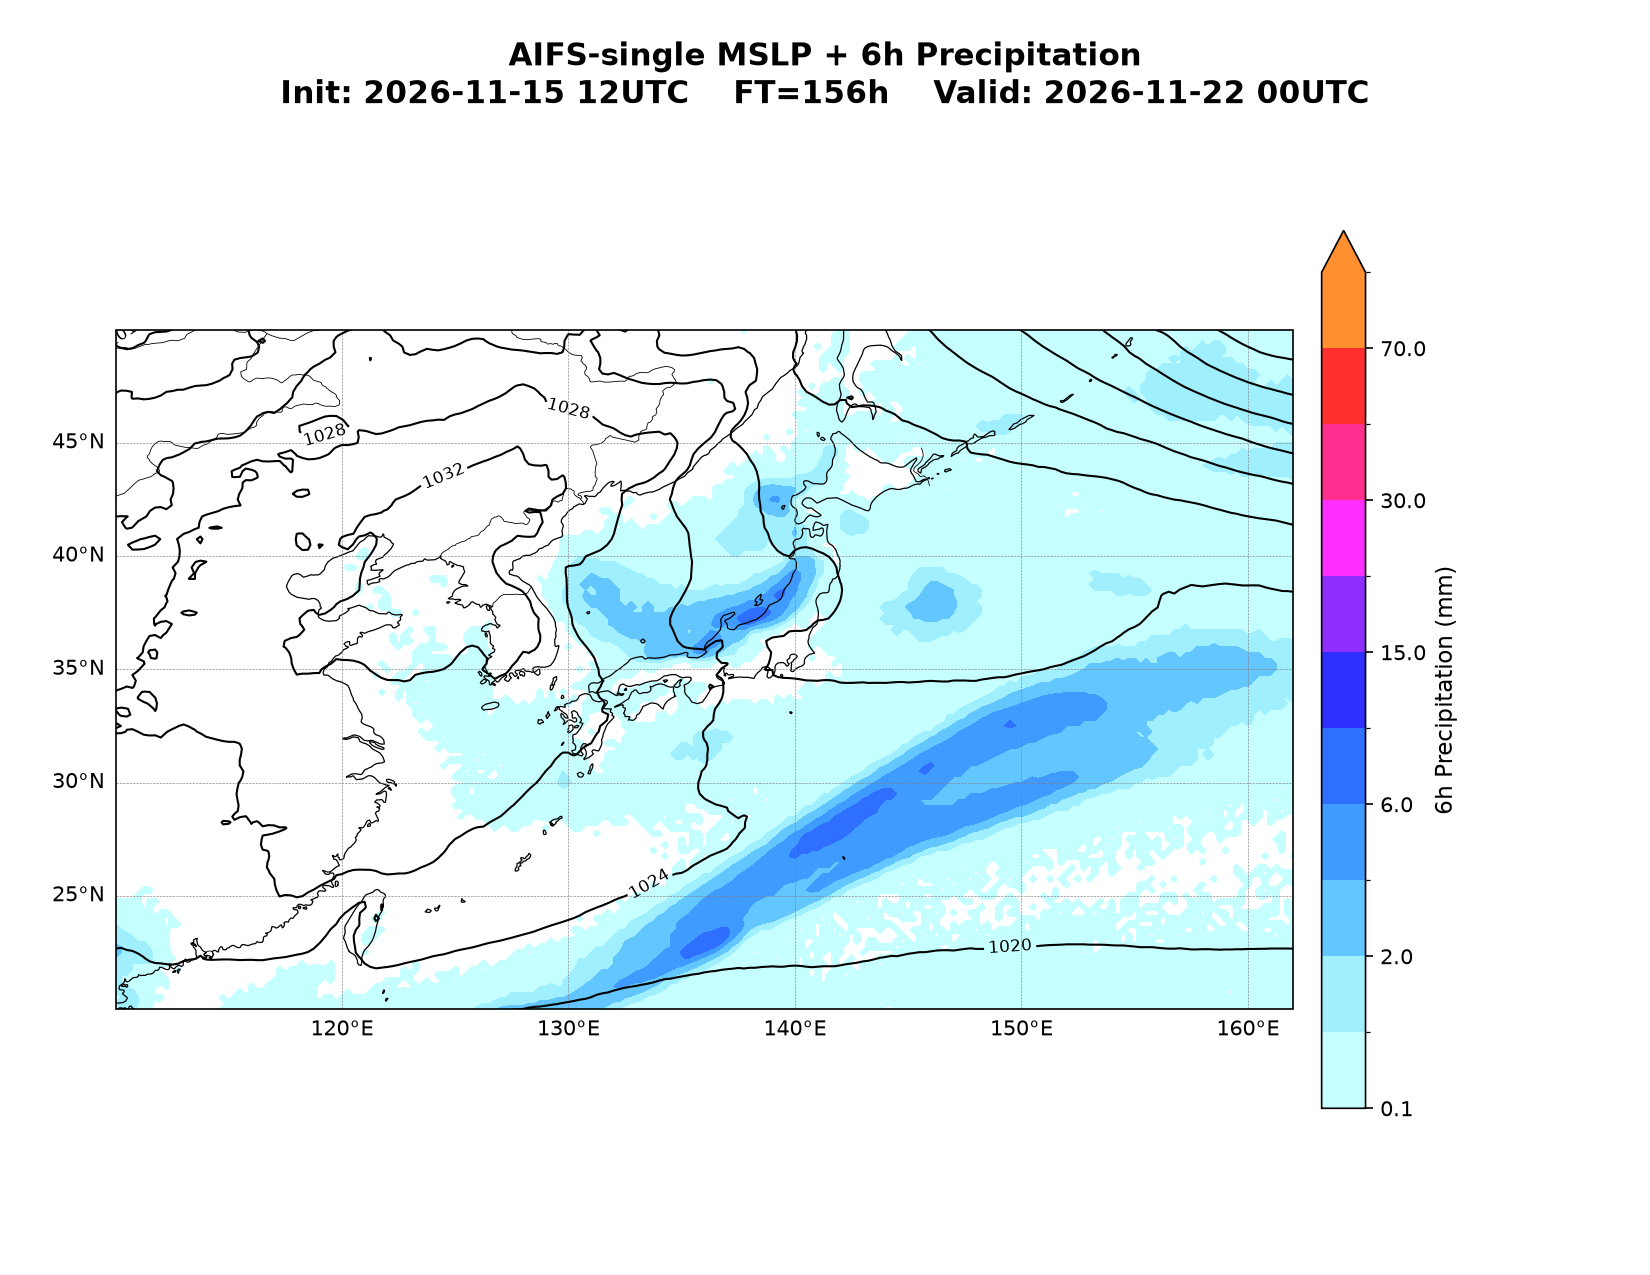 AIFS-single MSLP + 6h Precipitation
Init: 2026-11-15 12UTC    FT=156h    Valid: 2026-11-22 00UTC
70.0
1028
45°N
1028
1032
30.0
40°N
6h Precipitation (mm)
35°N
15.0
30°N
6.0
25°N
1024
1020
2.0
120°E
130°E
140°E
150°E
160°E
0.1